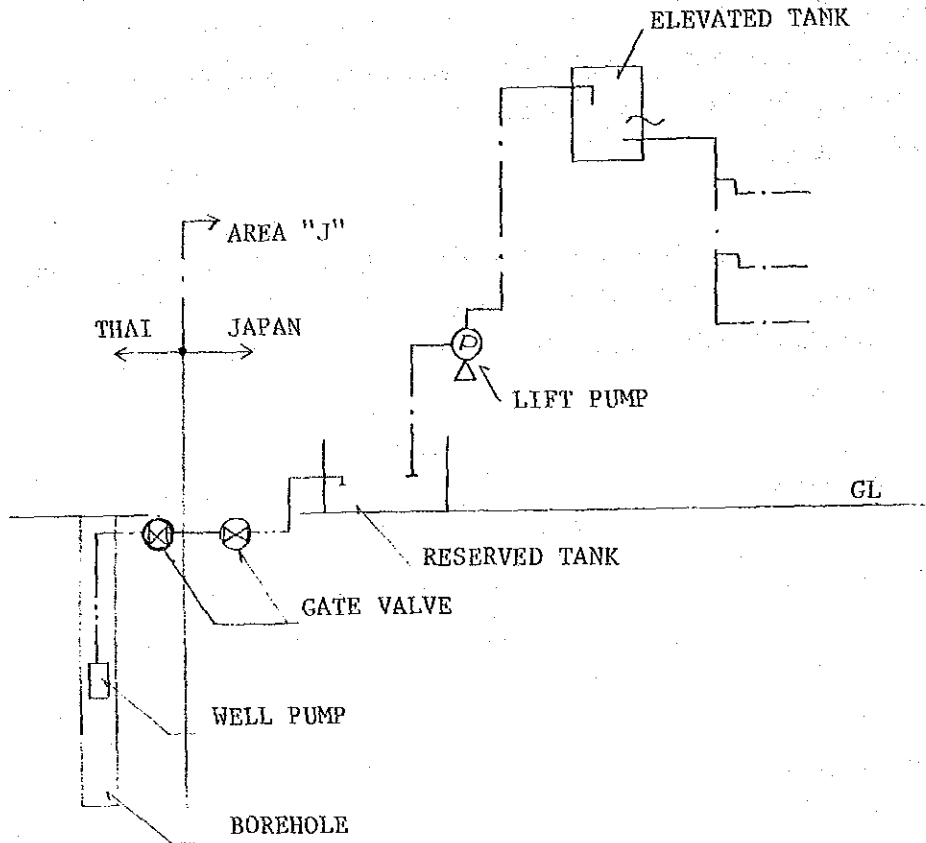 ELEVATED TANK
AREA "J"
THAI
JAPAN
P
LIFT PUMP
GL
RESERVED TANK
GATE VALVE
WELL PUMP
BOREHOLE